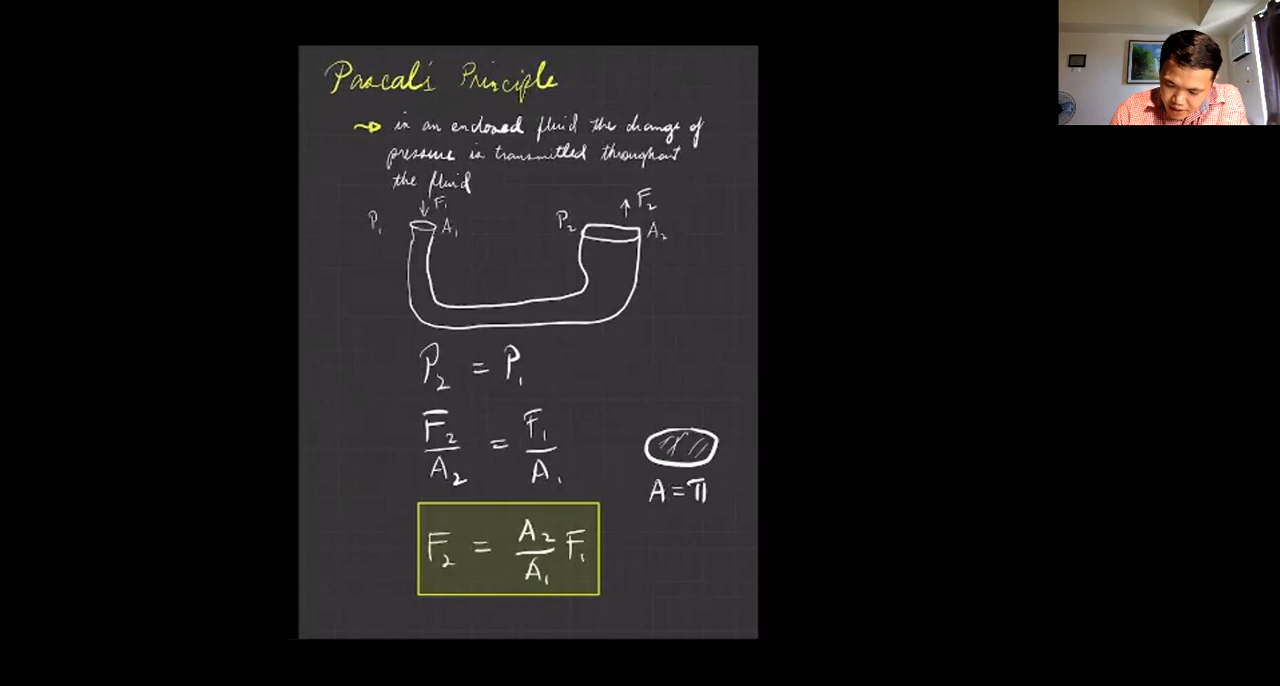 Pascal's Principle
→ in an enclosed fluid the change of
pressure is transmitted throughout
the fluid
↓ F₁
↑ F₂
P₁ A₁ P₂ A₂
P₂ = P₁
F₂/A₂ = F₁/A₁
A = π
F₂ = A₂/A₁ F₁